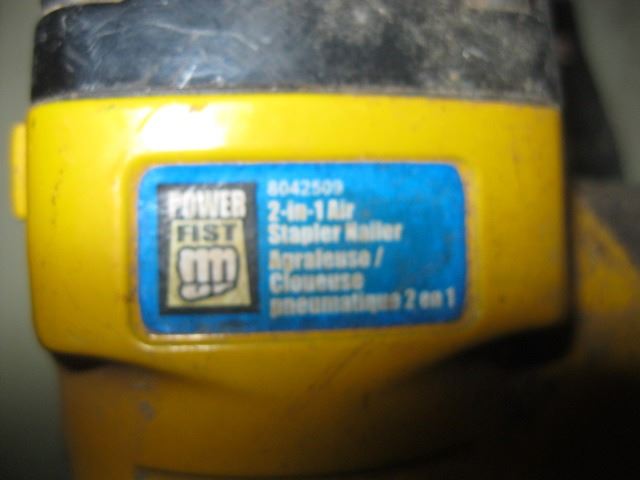 POWER
FIST
8042509
2-in-1 Air
Stapler Nailer
Agrafeuse /
Cloueuse
pneumatique 2 en 1